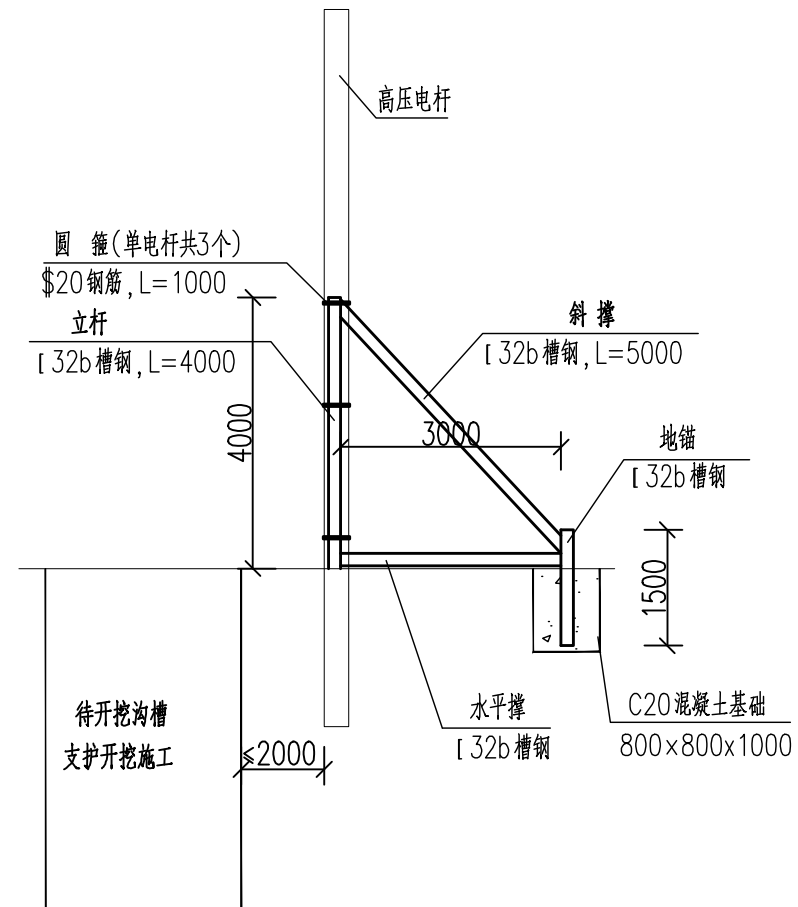 高压电杆
圆 箍(单电杆共3个)
$20钢筋,L=1000
立杆
[32b槽钢,L=4000
斜撑
[32b槽钢,L=5000
4000
3000
地锚
[32b槽钢
1500
待开挖沟槽
支护开挖施工
≤2000
水平撑
[32b槽钢
C20混凝土基础
800×800x1000